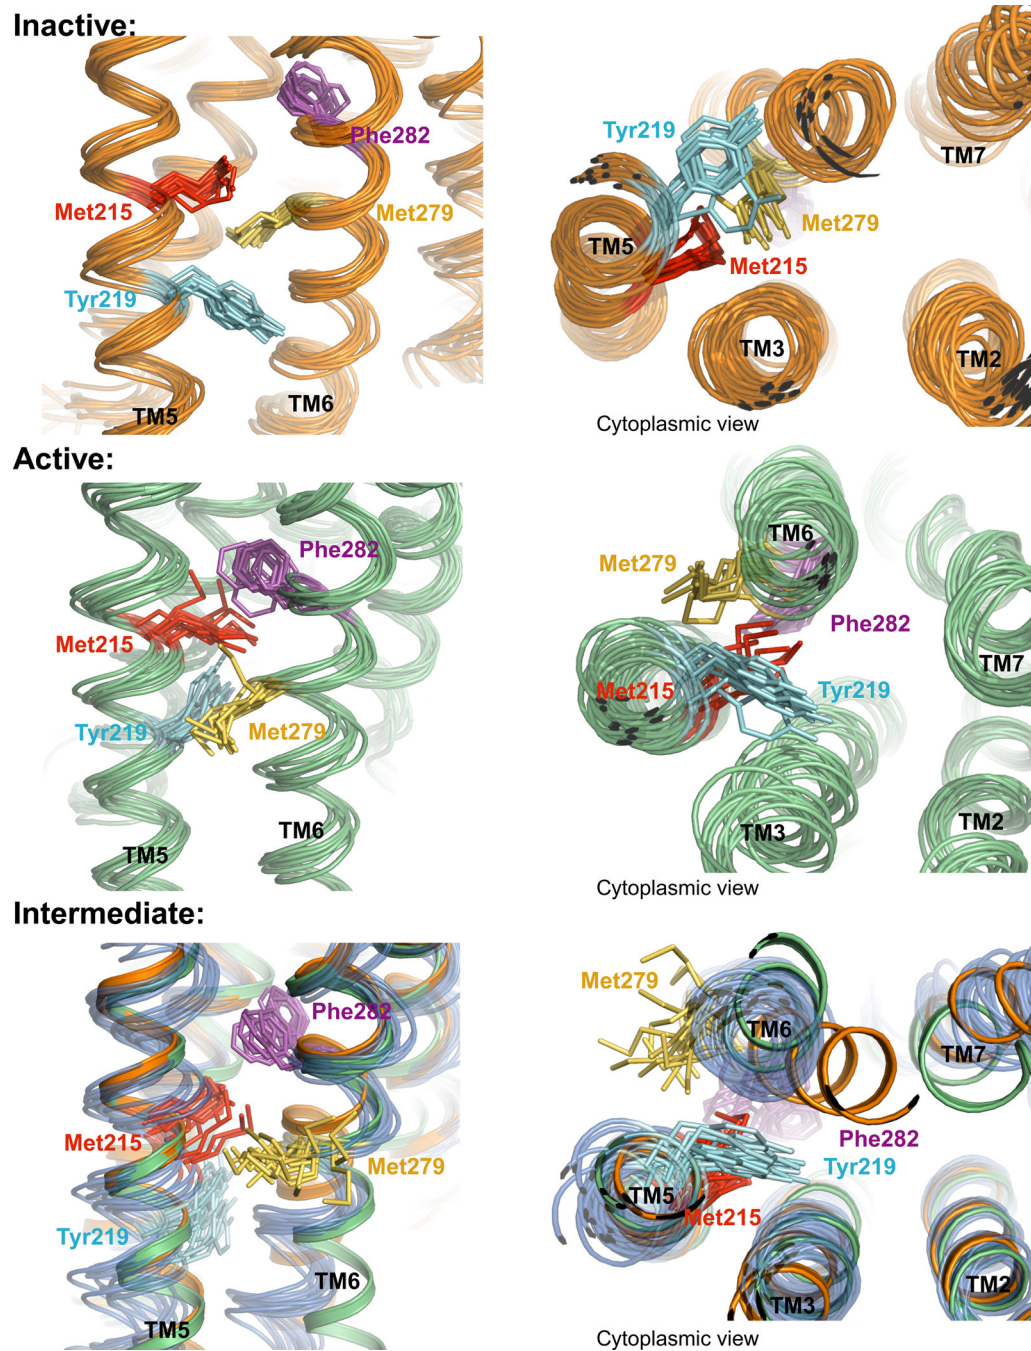 Inactive:
Phe282
Met215
Met279
Tyr219
TM5
TM6
Tyr219
TM7
TM5
Met279
Met215
TM3
TM2
Cytoplasmic view
Active:
Phe282
Met215
Tyr219
Met279
TM6
TM5
TM6
Met279
Phe282
TM7
Met215
Tyr219
TM3
TM2
Cytoplasmic view
Intermediate:
Phe282
Met215
Met279
Tyr219
TM6
TM5
Met279
TM6
TM7
Phe282
Tyr219
TM5
Met215
TM3
TM2
Cytoplasmic view